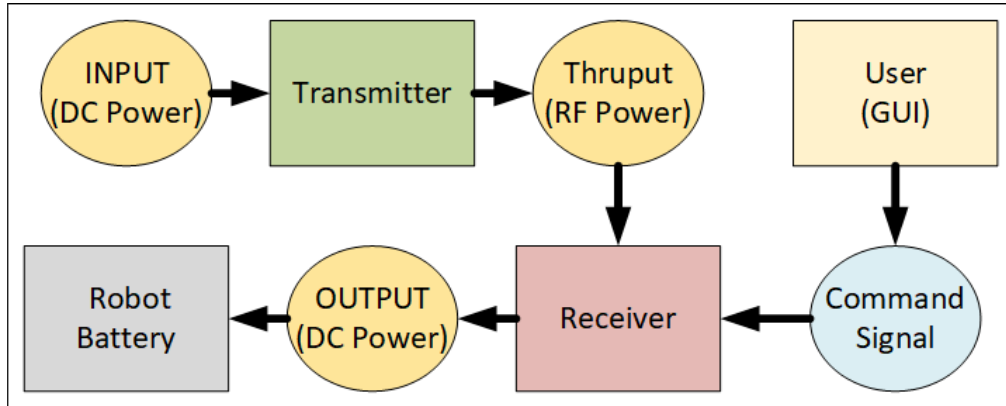 INPUT
(DC Power)
Transmitter
Thruput
(RF Power)
User
(GUI)
Robot
Battery
OUTPUT
(DC Power)
Receiver
Command
Signal